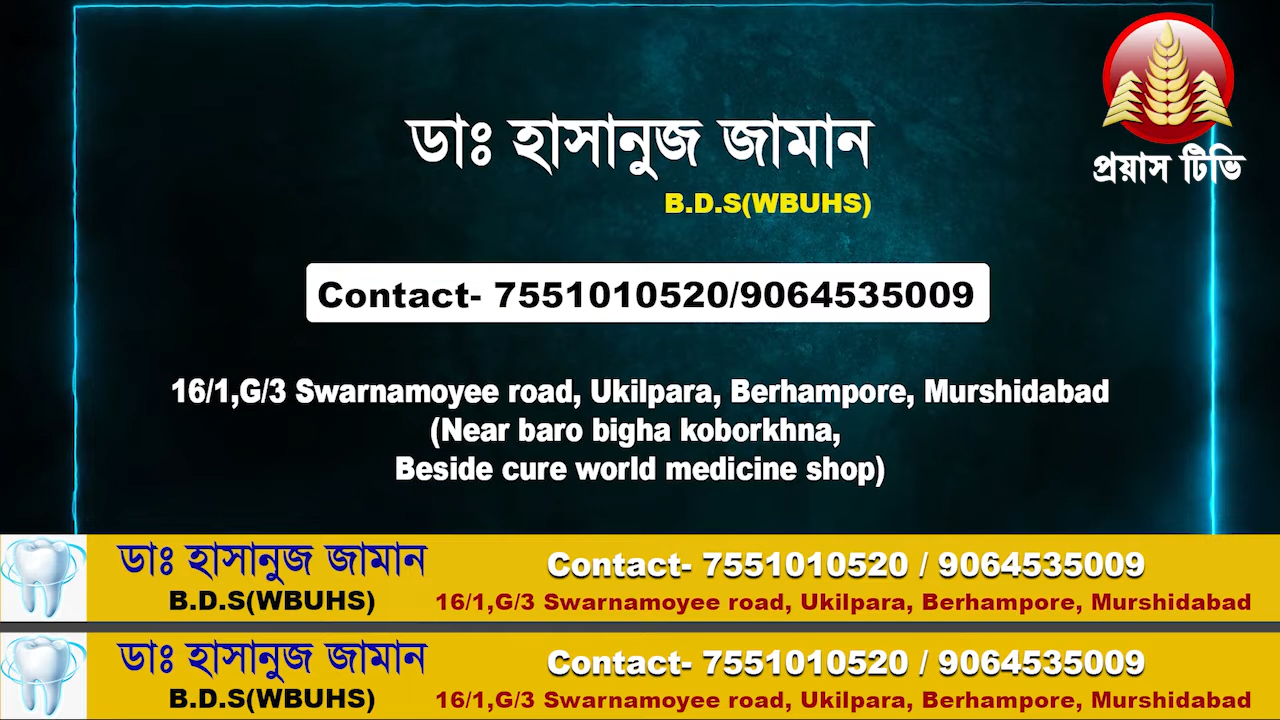 প্রয়াস টিভি
ডাঃ হাসানুজ জামান
B.D.S(WBUHS)
Contact- 7551010520/9064535009
16/1,G/3 Swarnamoyee road, Ukilpara, Berhampore, Murshidabad
(Near baro bigha koborkhna,
Beside cure world medicine shop)
ডাঃ হাসানুজ জামান
B.D.S(WBUHS)
Contact- 7551010520 / 9064535009
16/1,G/3 Swarnamoyee road, Ukilpara, Berhampore, Murshidabad
ডাঃ হাসানুজ জামান
B.D.S(WBUHS)
Contact- 7551010520 / 9064535009
16/1,G/3 Swarnamoyee road, Ukilpara, Berhampore, Murshidabad